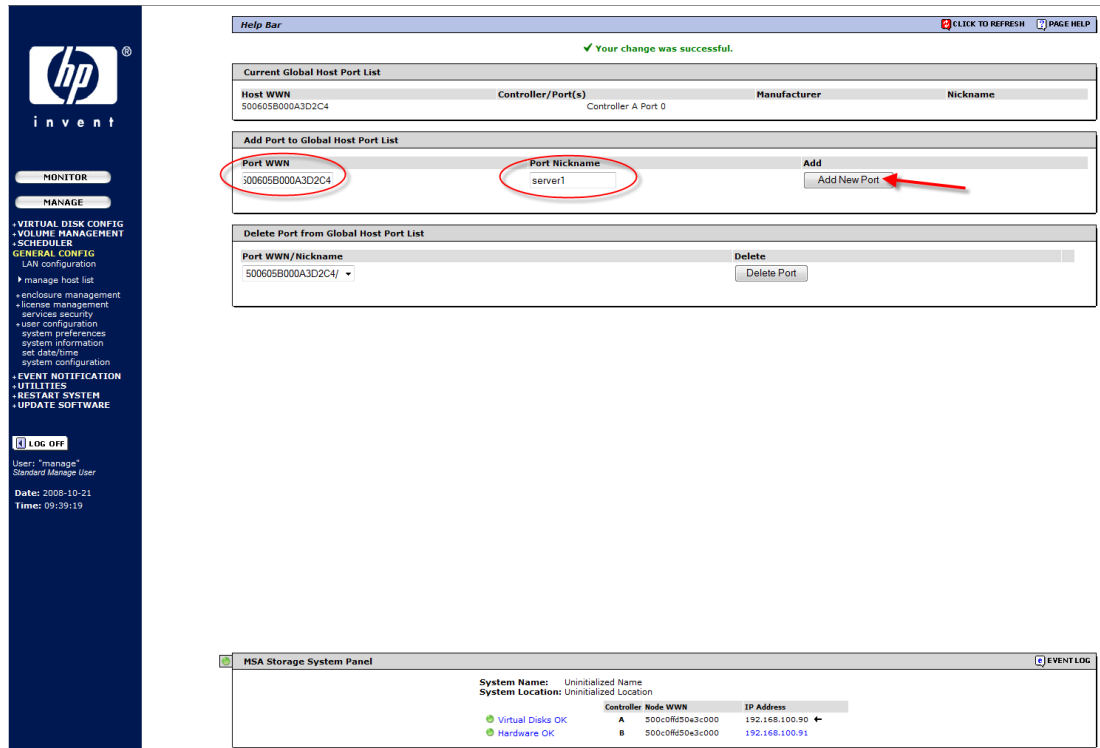 hp
®
invent
MONITOR
MANAGE
+VIRTUAL DISK CONFIG
+VOLUME MANAGEMENT
+SCHEDULER
GENERAL CONFIG
LAN configuration
manage host list
+enclosure management
+license management
services security
+user configuration
system preferences
system information
set date/time
system configuration
+EVENT NOTIFICATION
+UTILITIES
+RESTART SYSTEM
+UPDATE SOFTWARE
LOG OFF
User: "manage"
Standard Manage User
Date: 2008-10-21
Time: 09:39:19
Help Bar CLICK TO REFRESH ? PAGE HELP
✓ Your change was successful.
Current Global Host Port List
Host WWN Controller/Port(s) Manufacturer Nickname
500605B000A3D2C4 Controller A Port 0
Add Port to Global Host Port List
Port WWN Port Nickname Add
500605B000A3D2C4 server1 Add New Port
Delete Port from Global Host Port List
Port WWN/Nickname Delete
500605B000A3D2C4/ Delete Port
MSA Storage System Panel e EVENT LOG
System Name: Uninitialized Name
System Location: Uninitialized Location
Controller Node WWN IP Address
Virtual Disks OK A 500c0ffd50e3c000 192.168.100.90 ←
Hardware OK B 500c0ffd50e3c000 192.168.100.91